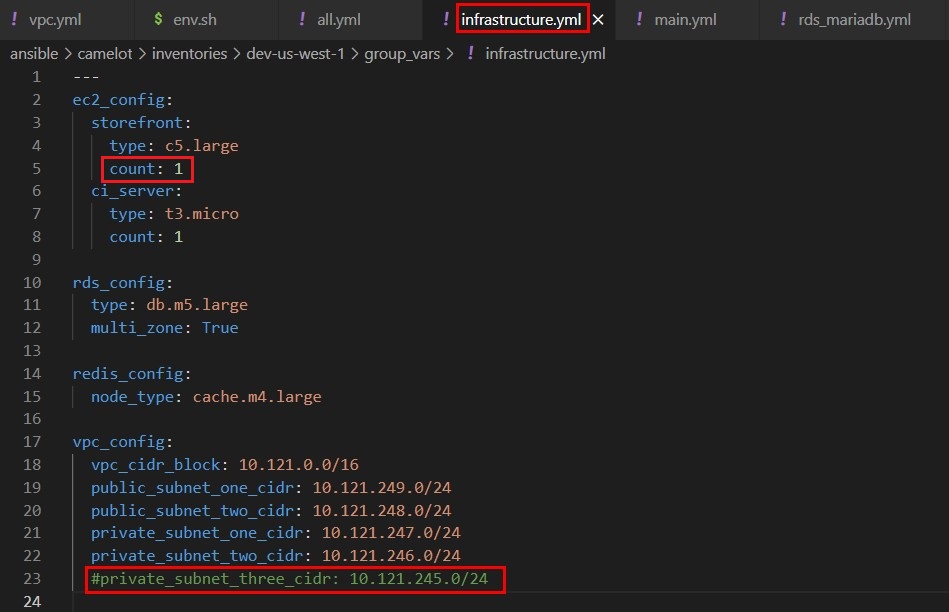 ! vpc.yml $ env.sh ! all.yml ! infrastructure.yml × ! main.yml ! rds_mariadb.yml
ansible > camelot > inventories > dev-us-west-1 > group_vars > ! infrastructure.yml
1 ---
2 ec2_config:
3   storefront:
4     type: c5.large
5     count: 1
6   ci_server:
7     type: t3.micro
8     count: 1
9
10 rds_config:
11   type: db.m5.large
12   multi_zone: True
13
14 redis_config:
15   node_type: cache.m4.large
16
17 vpc_config:
18   vpc_cidr_block: 10.121.0.0/16
19   public_subnet_one_cidr: 10.121.249.0/24
20   public_subnet_two_cidr: 10.121.248.0/24
21   private_subnet_one_cidr: 10.121.247.0/24
22   private_subnet_two_cidr: 10.121.246.0/24
23   #private_subnet_three_cidr: 10.121.245.0/24
24